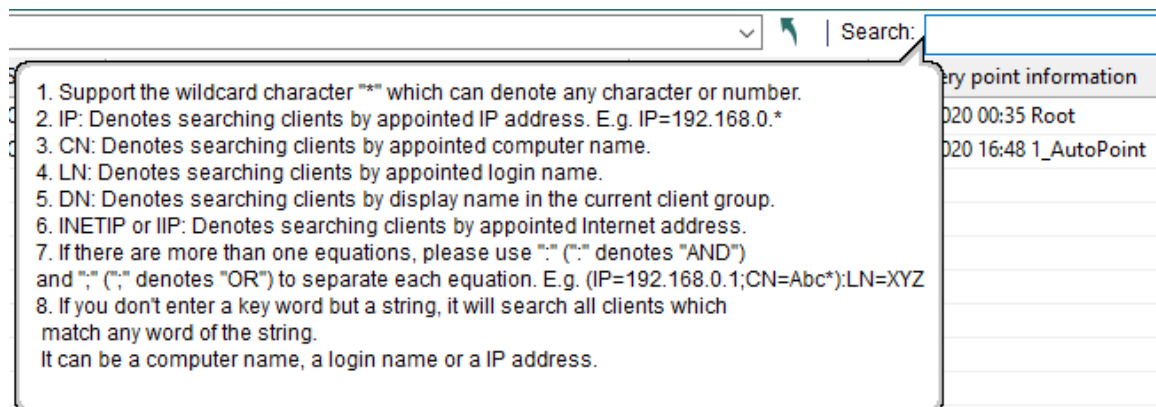 Search:
ery point information
1. Support the wildcard character "*" which can denote any character or number.
020 00:35 Root
2. IP: Denotes searching clients by appointed IP address. E.g. IP=192.168.0.*
3. CN: Denotes searching clients by appointed computer name.
020 16:48 1_AutoPoint
4. LN: Denotes searching clients by appointed login name.
5. DN: Denotes searching clients by display name in the current client group.
6. INETIP or IIP: Denotes searching clients by appointed Internet address.
7. If there are more than one equations, please use ":" (":" denotes "AND")
and ";" (";" denotes "OR") to separate each equation. E.g. (IP=192.168.0.1;CN=Abc*):LN=XYZ
8. If you don't enter a key word but a string, it will search all clients which
match any word of the string.
It can be a computer name, a login name or a IP address.